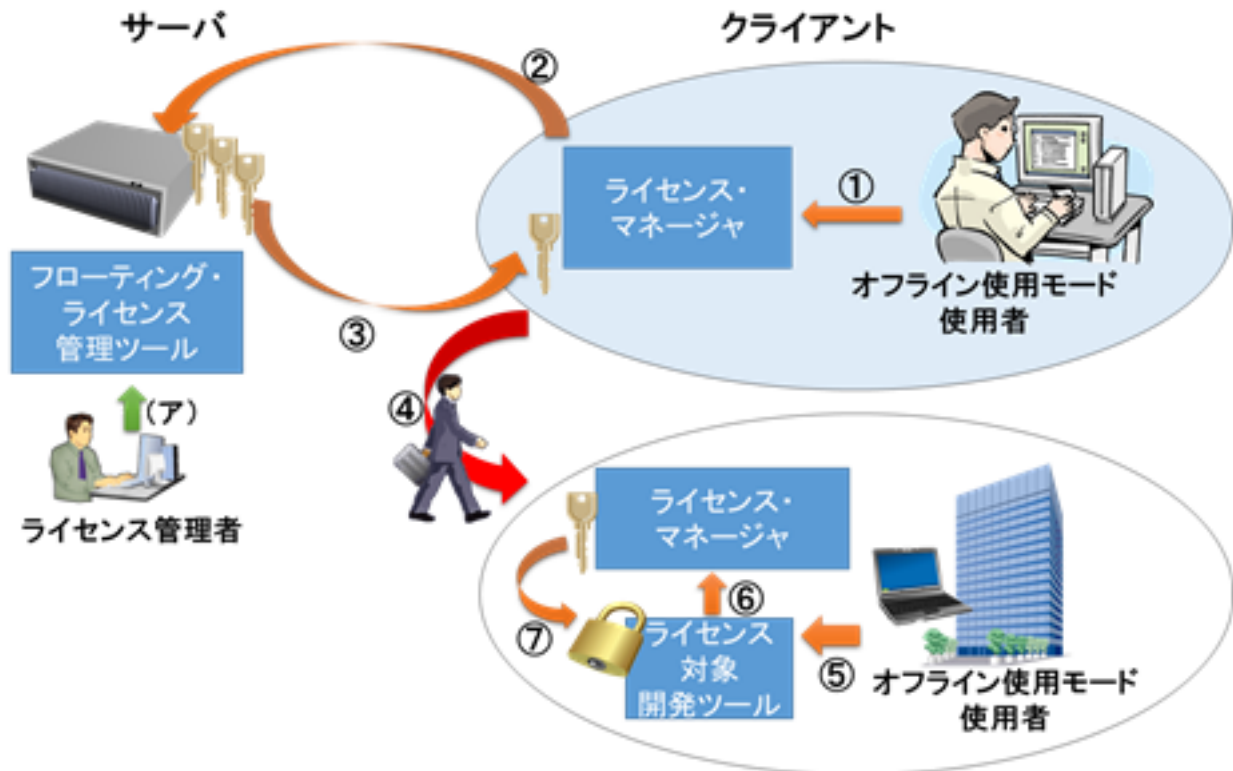 サーバ
クライアント
②
ライセンス・
マネージャ
①
オフライン使用モード
使用者
フローティング・
ライセンス
管理ツール
③
（ア）
ライセンス管理者
④
ライセンス・
マネージャ
⑥
⑦
ライセンス
対象
開発ツール
⑤
オフライン使用モード
使用者